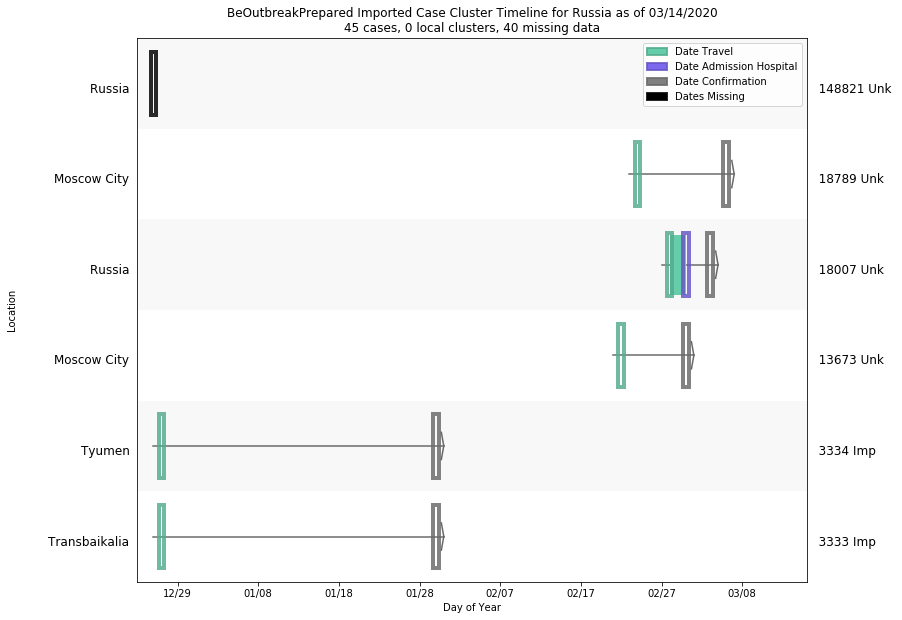 BeOutbreakPrepared Imported Case Cluster Timeline for Russia as of 03/14/2020
45 cases, 0 local clusters, 40 missing data
Date Travel
Date Admission Hospital
Date Confirmation
Dates Missing
Russia
148821 Unk
Moscow City
18789 Unk
Russia
18007 Unk
Location
Moscow City
13673 Unk
Tyumen
3334 Imp
Transbaikalia
3333 Imp
12/29 01/08 01/18 01/28 02/07 02/17 02/27 03/08
Day of Year